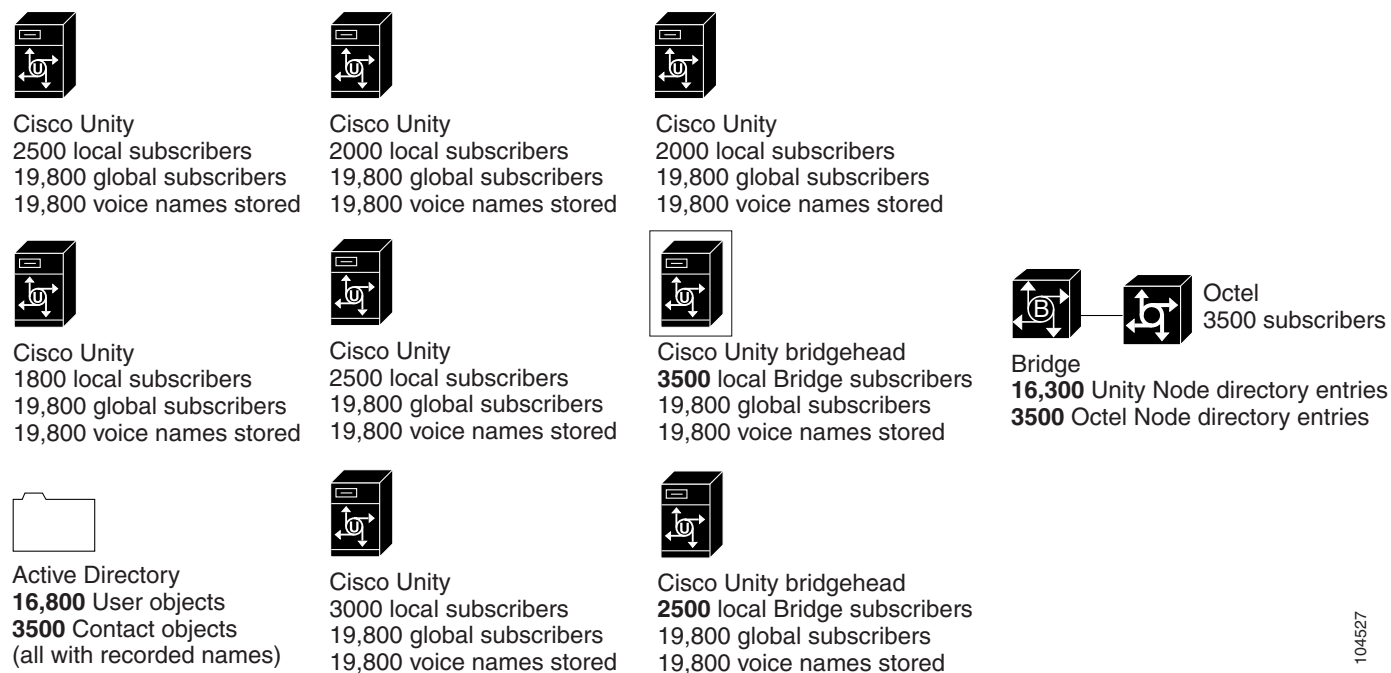 Cisco Unity
2500 local subscribers
19,800 global subscribers
19,800 voice names stored
Cisco Unity
2000 local subscribers
19,800 global subscribers
19,800 voice names stored
Cisco Unity
2000 local subscribers
19,800 global subscribers
19,800 voice names stored
Cisco Unity
1800 local subscribers
19,800 global subscribers
19,800 voice names stored
Cisco Unity
2500 local subscribers
19,800 global subscribers
19,800 voice names stored
Cisco Unity bridgehead
3500 local Bridge subscribers
19,800 global subscribers
19,800 voice names stored
Octel
3500 subscribers
Bridge
16,300 Unity Node directory entries
3500 Octel Node directory entries
Active Directory
16,800 User objects
3500 Contact objects
(all with recorded names)
Cisco Unity
3000 local subscribers
19,800 global subscribers
19,800 voice names stored
Cisco Unity bridgehead
2500 local Bridge subscribers
19,800 global subscribers
19,800 voice names stored
104527
U
U
U
U
U
U
U
U
B